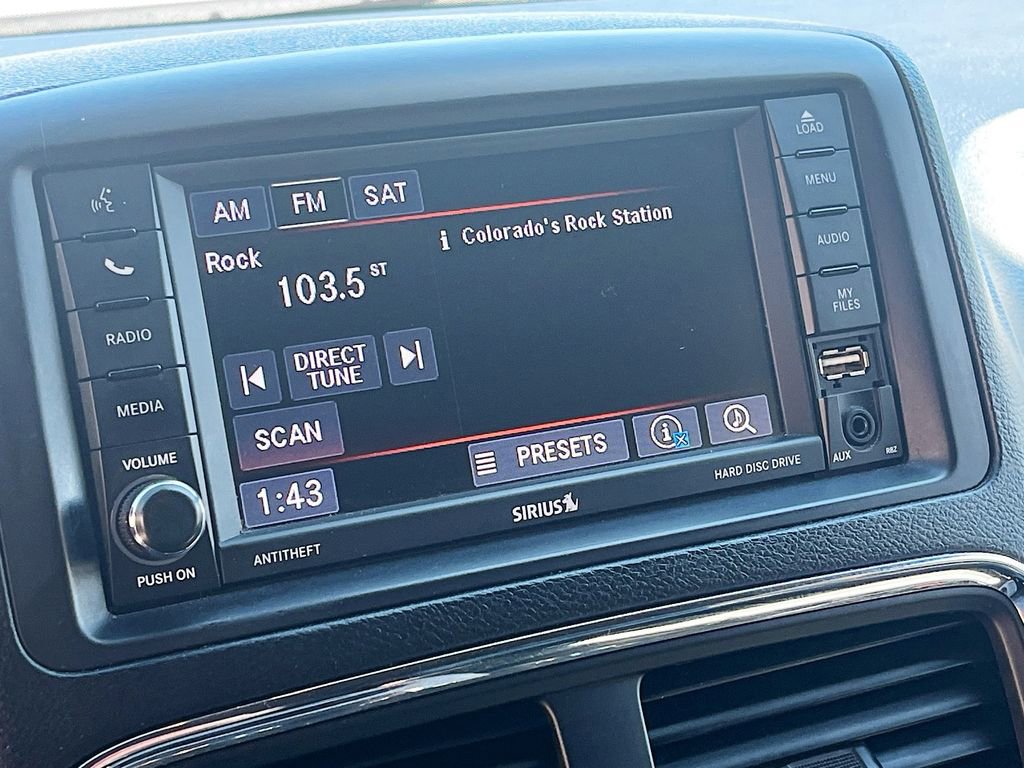 LOAD
MENU
AUDIO
MY
FILES
AUX
RBZ
RADIO
MEDIA
VOLUME
PUSH ON
AM
FM
SAT
Rock
103.5 ST
i Colorado's Rock Station
DIRECT
TUNE
SCAN
PRESETS
i
1:43
ANTITHEFT
SIRIUS
HARD DISC DRIVE